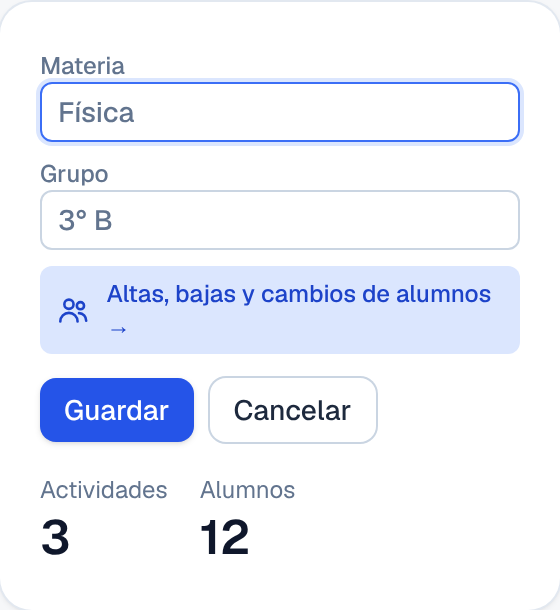 Materia
Física
Grupo
3° B
Altas, bajas y cambios de alumnos
→
Guardar Cancelar
Actividades Alumnos
3 12